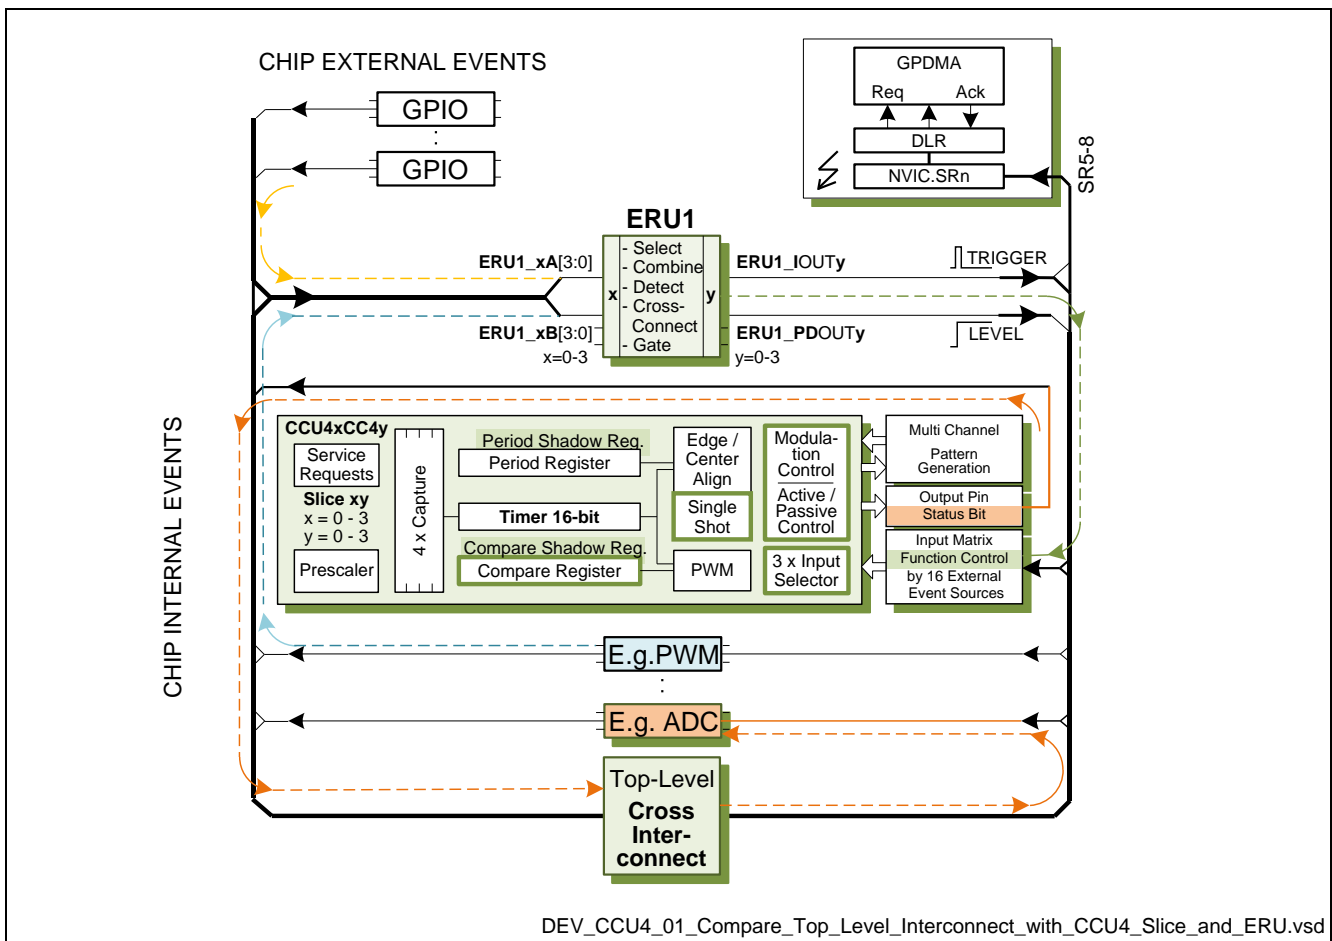 CHIP EXTERNAL EVENTS
GPIO
:
GPIO
GPDMA
Req Ack
DLR
NVIC.SRn
SR5-8
ERU1
ERU1_xA[3:0]
ERU1_xB[3:0]
x=0-3
x
- Select
- Combine
- Detect
- Cross-
Connect
- Gate
y
ERU1_IOUTy
ERU1_PDOUTy
y=0-3
TRIGGER
LEVEL
CHIP INTERNAL EVENTS
CCU4xCC4y
Service
Requests
Slice xy
x = 0 - 3
y = 0 - 3
Prescaler
4 x Capture
Period Shadow Reg.
Period Register
Timer 16-bit
Compare Shadow Reg.
Compare Register
Edge /
Center
Align
Single
Shot
PWM
Modula-
tion
Control
Active /
Passive
Control
3 x Input
Selector
Multi Channel
Pattern
Generation
Output Pin
Status Bit
Input Matrix
Function Control
by 16 External
Event Sources
E.g.PWM
:
E.g. ADC
Top-Level
Cross
Inter-
connect
DEV_CCU4_01_Compare_Top_Level_Interconnect_with_CCU4_Slice_and_ERU.vsd